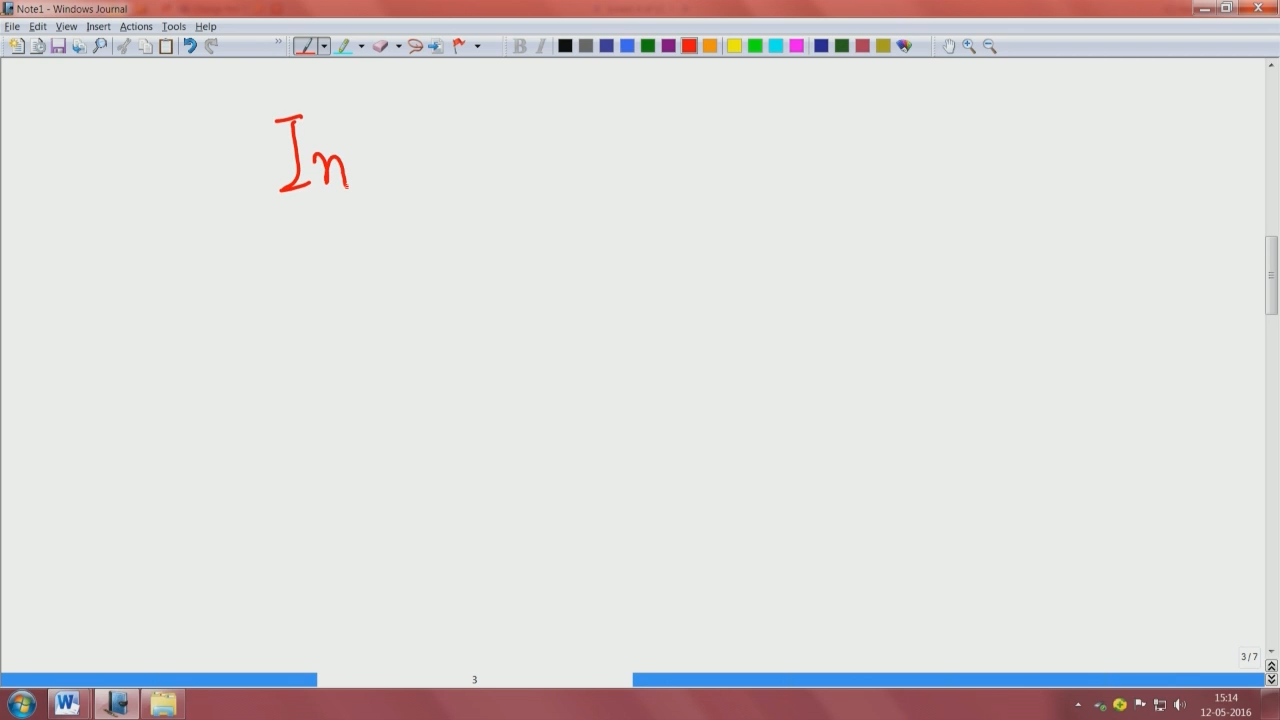 Note1 - Windows Journal
File Edit View Insert Actions Tools Help
B I
In
3/7
3
15:14
12-05-2016